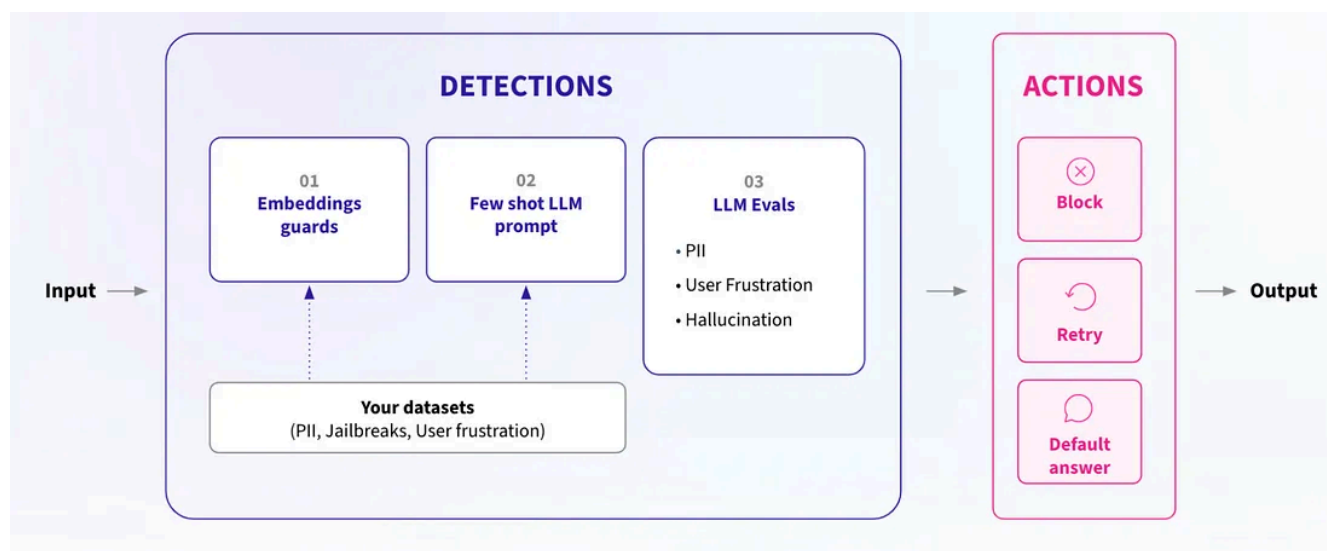 DETECTIONS
01
Embeddings
guards
02
Few shot LLM
prompt
03
LLM Evals
• PII
• User Frustration
• Hallucination
Your datasets
(PII, Jailbreaks, User frustration)
Input
ACTIONS
Block
Retry
Default
answer
Output